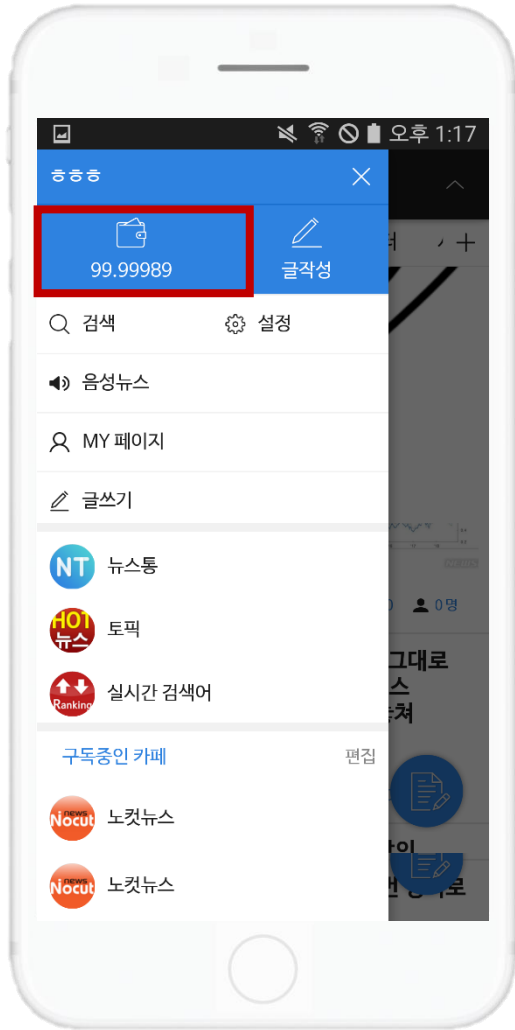 오후 1:17
ㅎㅎㅎ
99.99989
글작성
검색
설정
음성뉴스
MY 페이지
글쓰기
NT
뉴스통
HOT
뉴스
토픽
Ranking
실시간 검색어
0명
그대로
스
구독중인 카페
편집
news
Nocut
노컷뉴스
news
Nocut
노컷뉴스